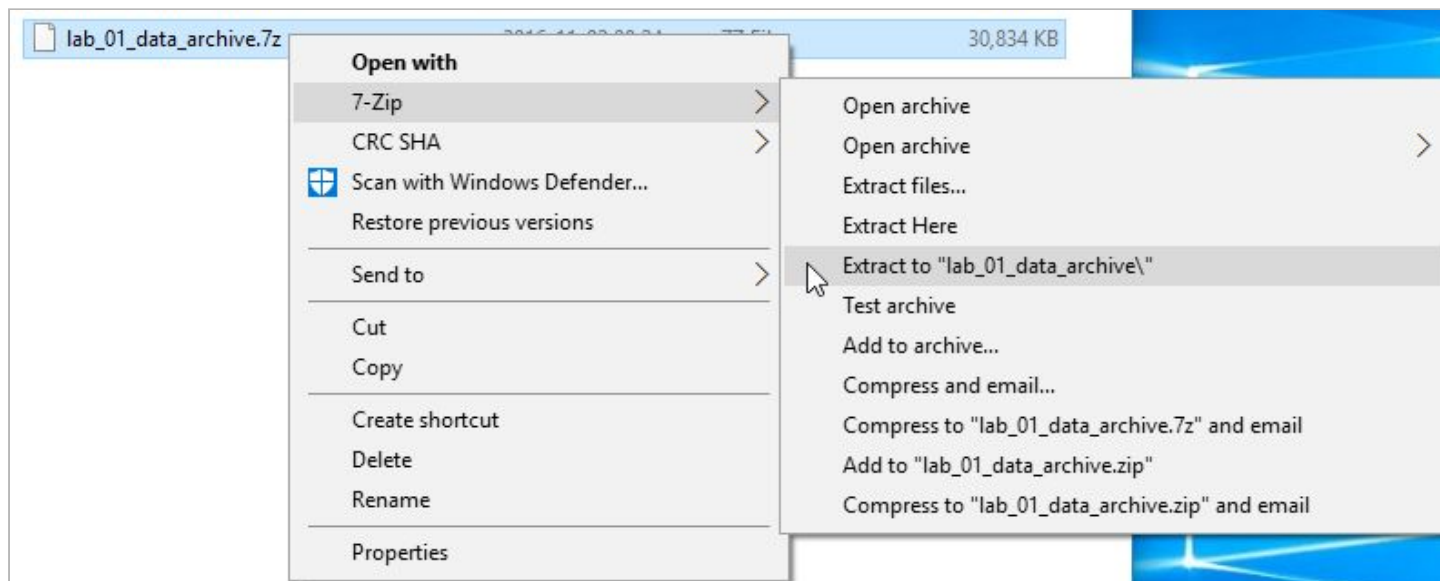 lab_01_data_archive.7z 30,834 KB
Open with
7-Zip
CRC SHA
Scan with Windows Defender...
Restore previous versions
Send to
Cut
Copy
Create shortcut
Delete
Rename
Properties
Open archive
Open archive
Extract files...
Extract Here
Extract to "lab_01_data_archive\"
Test archive
Add to archive...
Compress and email...
Compress to "lab_01_data_archive.7z" and email
Add to "lab_01_data_archive.zip"
Compress to "lab_01_data_archive.zip" and email